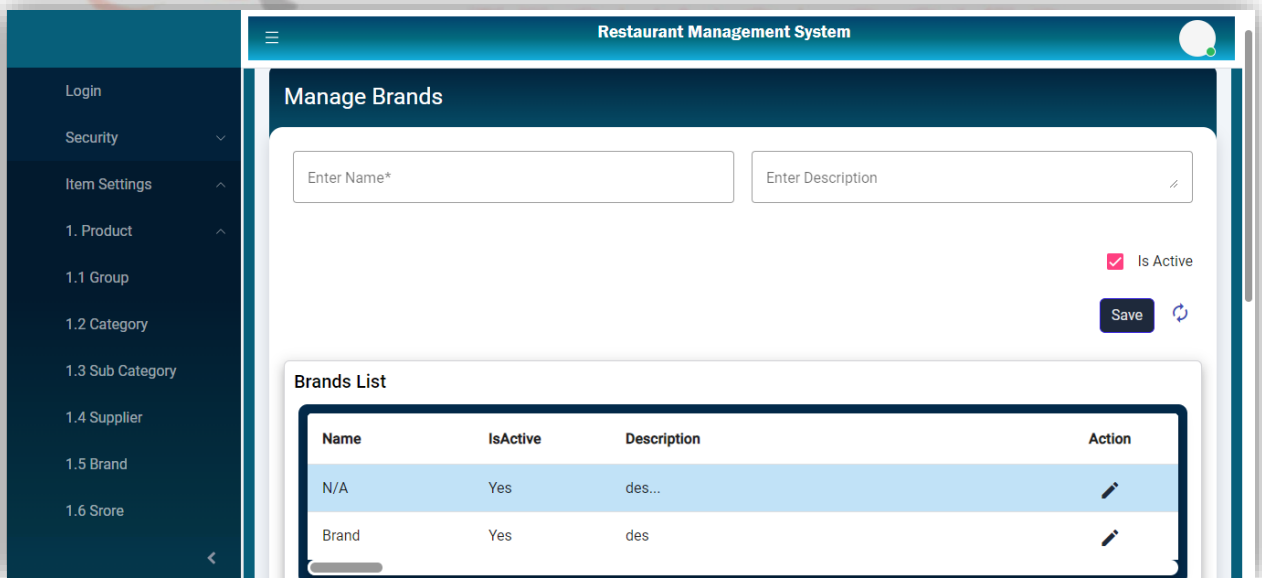 Restaurant Management System
Login
Security
Item Settings
1. Product
1.1 Group
1.2 Category
1.3 Sub Category
1.4 Supplier
1.5 Brand
1.6 Srore
Manage Brands
Enter Name* Enter Description
Is Active
Save
Brands List
Name IsActive Description Action
N/A Yes des...
Brand Yes des